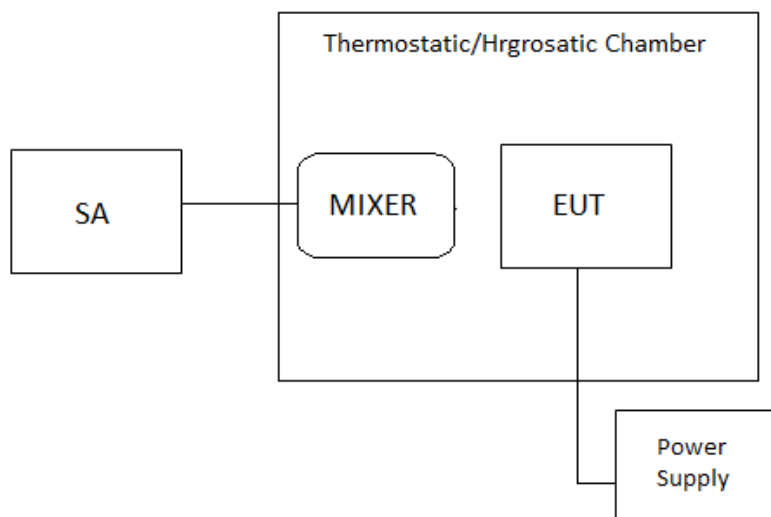 Thermostatic/Hrgrosatic Chamber
SA
MIXER
EUT
Power
Supply